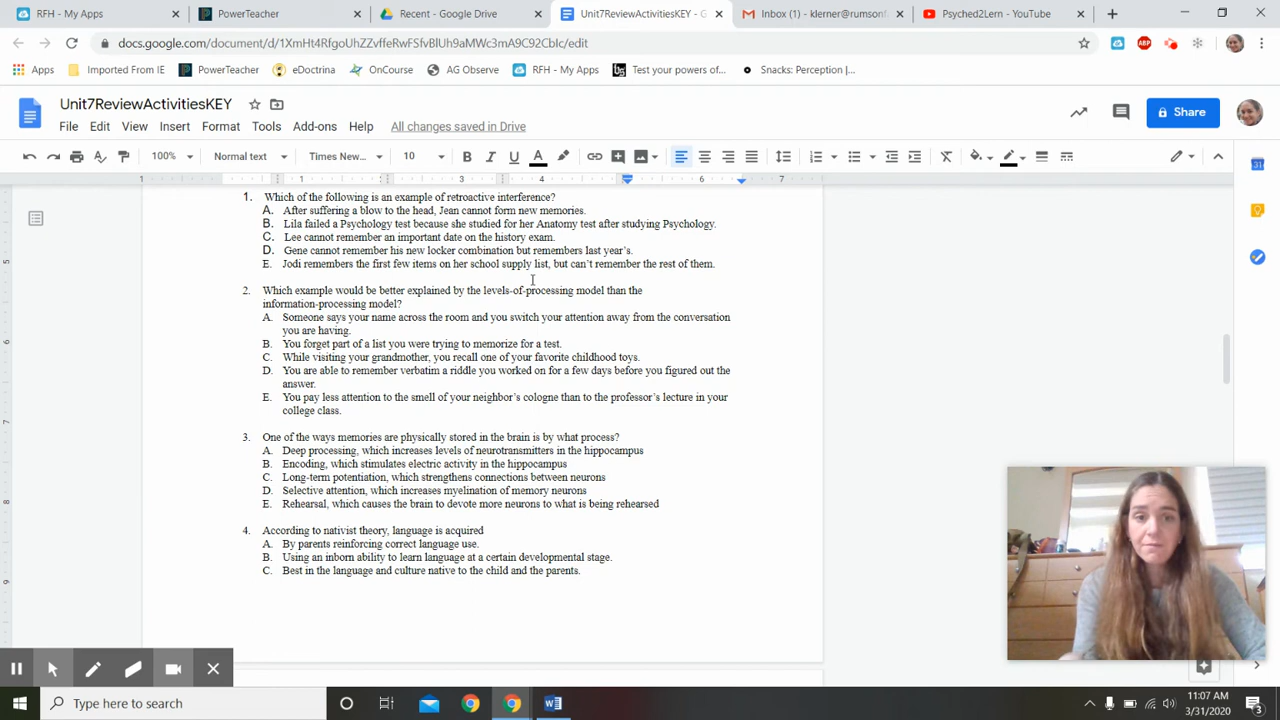 RFH - My Apps
PowerTeacher
Recent - Google Drive
Unit7ReviewActivitiesKEY - G
Inbox (1) - klerner@rumsonf
Psyched2Lern - YouTube
docs.google.com/document/d/1XmHt4RfgoUhZZvffeRwFSfvBlUh9aMWc3mA9C92CbIc/edit
Apps
Imported From IE
PowerTeacher
eDoctrina
OnCourse
AG Observe
RFH - My Apps
Test your powers of...
Snacks: Perception |...
Unit7ReviewActivitiesKEY
File Edit View Insert Format Tools Add-ons Help All changes saved in Drive
Share
100% Normal text Times New... 10
1 3 4 6 7
1. Which of the following is an example of retroactive interference?
A. After suffering a blow to the head, Jean cannot form new memories.
B. Lila failed a Psychology test because she studied for her Anatomy test after studying Psychology.
C. Lee cannot remember an important date on the history exam.
D. Gene cannot remember his new locker combination but remembers last year's.
E. Jodi remembers the first few items on her school supply list, but can't remember the rest of them.
2. Which example would be better explained by the levels-of-processing model than the
information-processing model?
A. Someone says your name across the room and you switch your attention away from the conversation
you are having.
B. You forget part of a list you were trying to memorize for a test.
C. While visiting your grandmother, you recall one of your favorite childhood toys.
D. You are able to remember verbatim a riddle you worked on for a few days before you figured out the
answer.
E. You pay less attention to the smell of your neighbor's cologne than to the professor's lecture in your
college class.
3. One of the ways memories are physically stored in the brain is by what process?
A. Deep processing, which increases levels of neurotransmitters in the hippocampus
B. Encoding, which stimulates electric activity in the hippocampus
C. Long-term potentiation, which strengthens connections between neurons
D. Selective attention, which increases myelination of memory neurons
E. Rehearsal, which causes the brain to devote more neurons to what is being rehearsed
4. According to nativist theory, language is acquired
A. By parents reinforcing correct language use.
B. Using an inborn ability to learn language at a certain developmental stage.
C. Best in the language and culture native to the child and the parents.
5
6
7
8
9
Type here to search
11:07 AM
3/31/2020
3